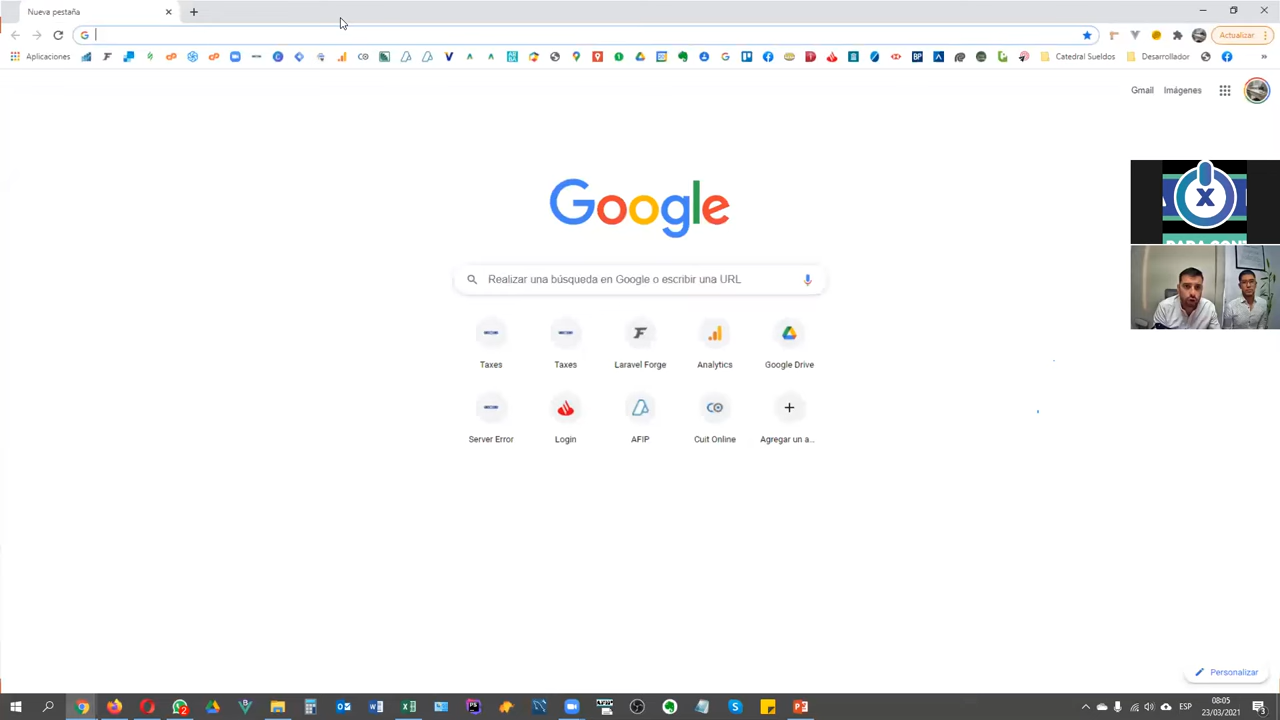 Nueva pestaña
Actualizar
Aplicaciones
Catedral Sueldos
Desarrollador
»
Gmail
Imágenes
Google
X
Realizar una búsqueda en Google o escribir una URL
Taxes
Taxes
Laravel Forge
Analytics
Google Drive
Server Error
Login
AFIP
Cuit Online
Agregar un a...
Personalizar
ESP
08:05
23/03/2021